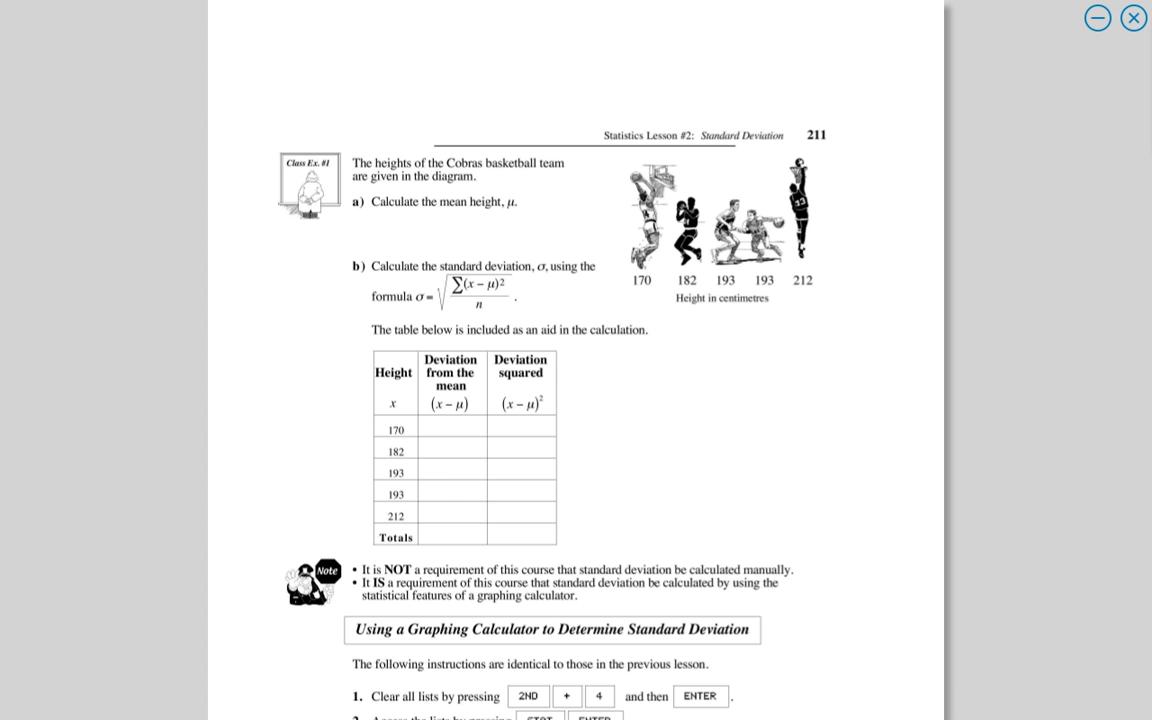 Statistics Lesson #2: Standard Deviation 211
Class Ex. #1
The heights of the Cobras basketball team
are given in the diagram.
a) Calculate the mean height, μ.
b) Calculate the standard deviation, σ, using the
formula σ = √(∑(x – μ)² / n) .
170 182 193 193 212
Height in centimetres
The table below is included as an aid in the calculation.
Height x
Deviation from the mean (x – μ)
Deviation squared (x – μ)²
170
182
193
193
212
Totals
Note
• It is NOT a requirement of this course that standard deviation be calculated manually.
• It IS a requirement of this course that standard deviation be calculated by using the
statistical features of a graphing calculator.
Using a Graphing Calculator to Determine Standard Deviation
The following instructions are identical to those in the previous lesson.
1. Clear all lists by pressing 2ND + 4 and then ENTER .